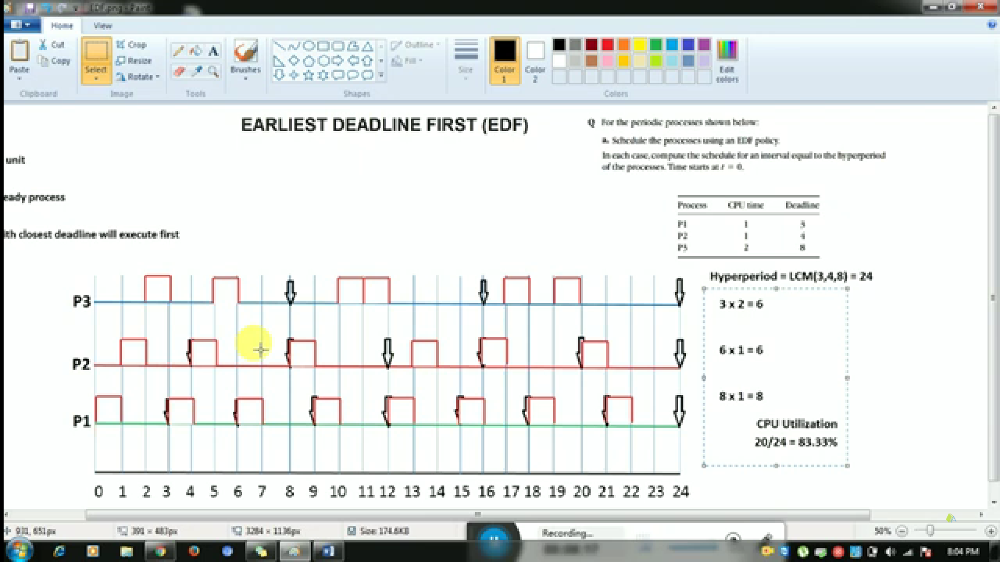 EDF.png - Paint
Home View
Paste
Cut
Copy
Clipboard
Select
Crop
Resize
Rotate
Image
Tools
Brushes
Shapes
Outline
Fill
Size
Color 1
Color 2
Edit colors
Colors
EARLIEST DEADLINE FIRST (EDF)
unit
eady process
ith closest deadline will execute first
Q For the periodic processes shown below:
a. Schedule the processes using an EDF policy.
In each case, compute the schedule for an interval equal to the hyperperiod
of the processes. Time starts at t = 0.
Process CPU time Deadline
P1 1 3
P2 1 4
P3 2 8
Hyperperiod = LCM(3,4,8) = 24
P3
3 x 2 = 6
P2
6 x 1 = 6
P1
8 x 1 = 8
CPU Utilization
20/24 = 83.33%
0 1 2 3 4 5 6 7 8 9 10 11 12 13 14 15 16 17 18 19 20 21 22 23 24
931, 651px 391 × 483px 3284 × 1136px Size: 174.6KB
Recording...
50%
8:04 PM